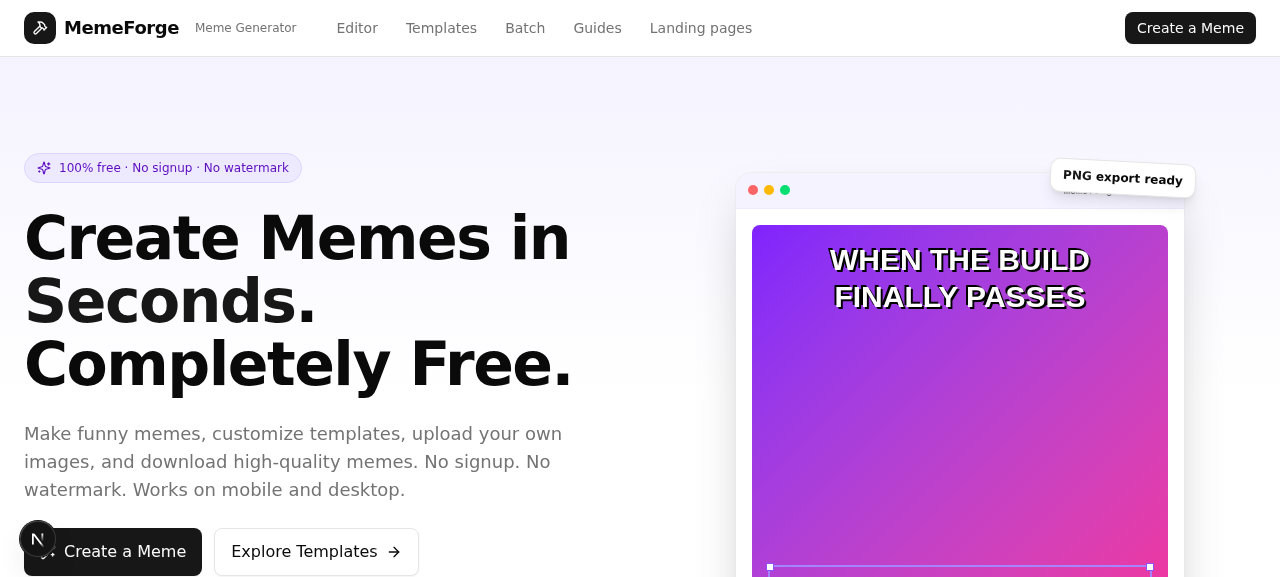 MemeForge Meme Generator Editor Templates Batch Guides Landing pages Create a Meme
100% free · No signup · No watermark
Create Memes in
Seconds.
Completely Free.
Make funny memes, customize templates, upload your own
images, and download high-quality memes. No signup. No
watermark. Works on mobile and desktop.
Create a Meme Explore Templates
PNG export ready
WHEN THE BUILD
FINALLY PASSES